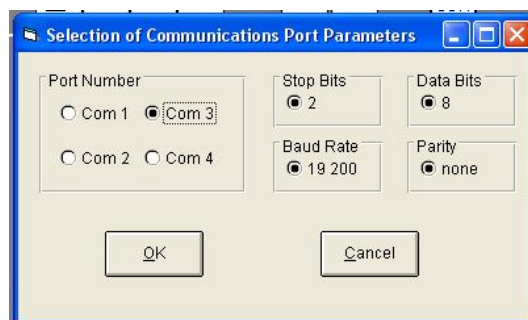 Selection of Communications Port Parameters
Port Number
Com 1 Com 3
Com 2 Com 4
Stop Bits
2
Data Bits
8
Baud Rate
19 200
Parity
none
OK
Cancel